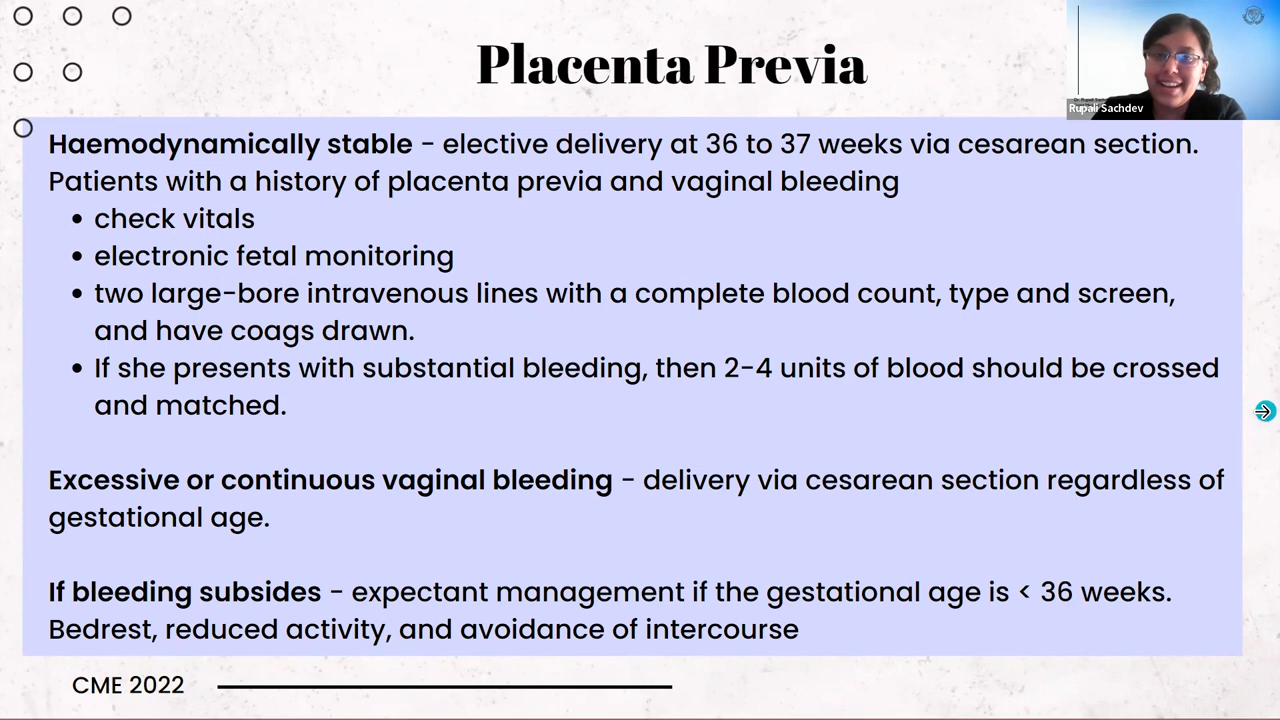 Placenta Previa
Rupali Sachdev
Haemodynamically stable - elective delivery at 36 to 37 weeks via cesarean section.
Patients with a history of placenta previa and vaginal bleeding
• check vitals
• electronic fetal monitoring
• two large-bore intravenous lines with a complete blood count, type and screen,
and have coags drawn.
• If she presents with substantial bleeding, then 2-4 units of blood should be crossed
and matched.
Excessive or continuous vaginal bleeding - delivery via cesarean section regardless of
gestational age.
If bleeding subsides - expectant management if the gestational age is < 36 weeks.
Bedrest, reduced activity, and avoidance of intercourse
CME 2022